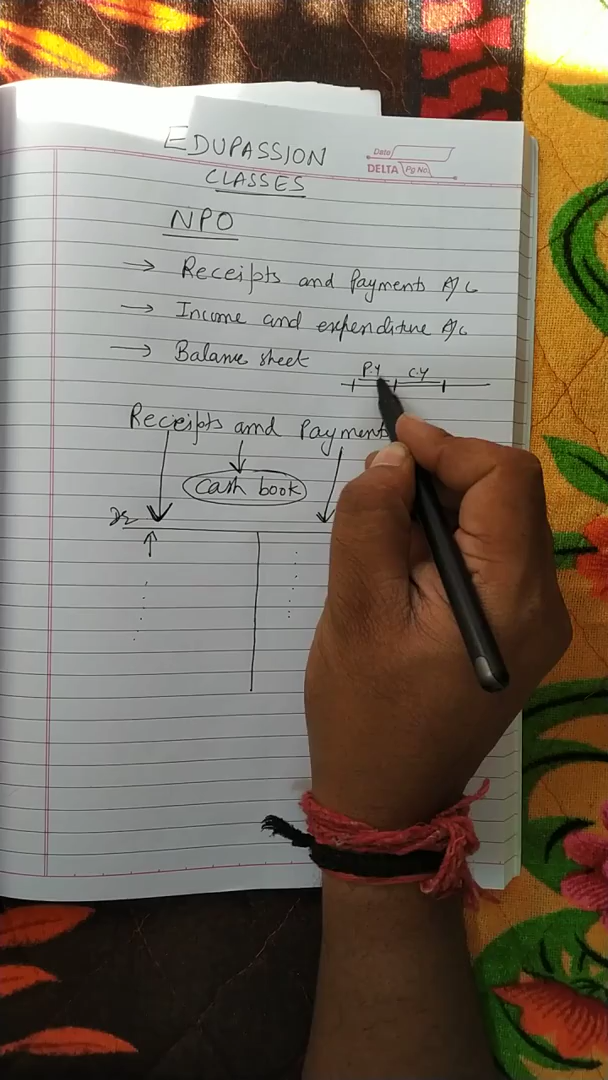 EDUPASSION
CLASSES
Date
DELTA Pg No.
NPO
→ Receipts and Payments A/c
→ Income and expenditure A/c
→ Balance sheet
P.Y C.Y
Receipts and Payment
Cash book
Dr